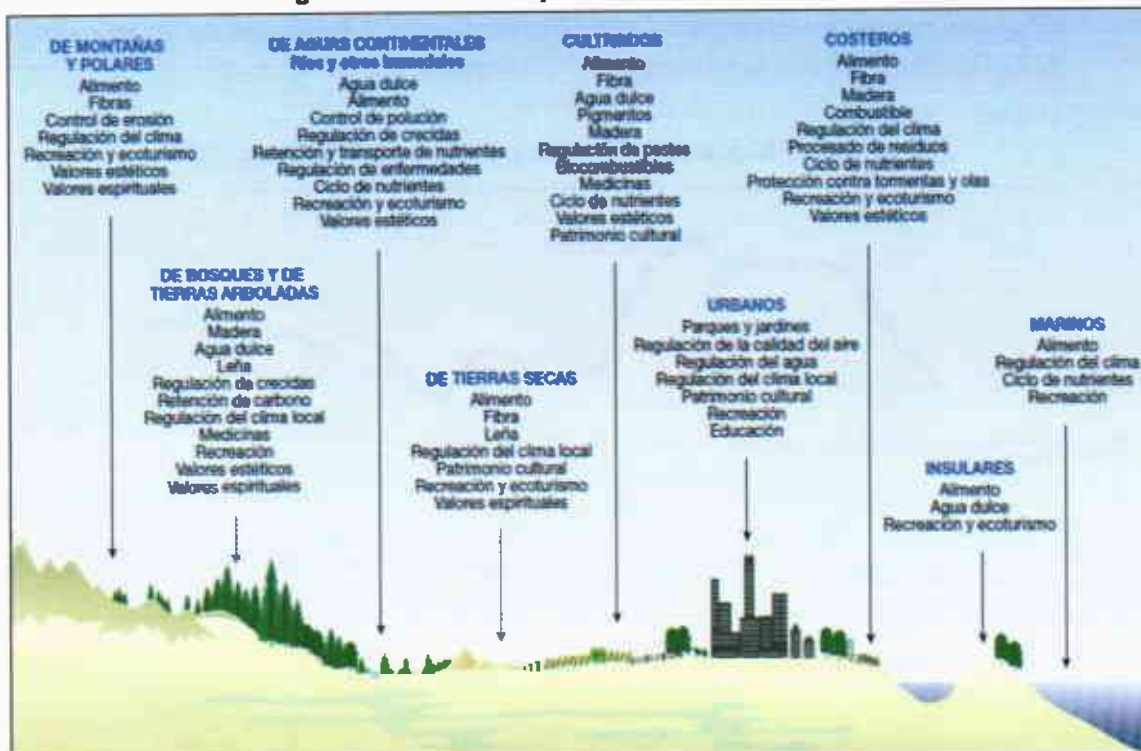 DE MONTAÑAS
Y POLARES
Alimento
Fibras
Control de erosión
Regulación del clima
Recreación y ecoturismo
Valores estéticos
Valores espirituales
DE AGUAS CONTINENTALES
Ríos y otros humedales
Agua dulce
Alimento
Control de polución
Regulación de crecidas
Retención y transporte de nutrientes
Regulación de enfermedades
Ciclo de nutrientes
Recreación y ecoturismo
Valores estéticos
CULTIVADOS
Alimento
Fibra
Agua dulce
Pigmentos
Madera
Regulación de pestes
Biocombustibles
Medicinas
Ciclo de nutrientes
Valores estéticos
Patrimonio cultural
COSTEROS
Alimento
Fibra
Madera
Combustible
Regulación del clima
Procesado de residuos
Ciclo de nutrientes
Protección contra tormentas y olas
Recreación y ecoturismo
Valores estéticos
DE BOSQUES Y DE
TIERRAS ARBOLADAS
Alimento
Madera
Agua dulce
Leña
Regulación de crecidas
Retención de carbono
Regulación del clima local
Medicinas
Recreación
Valores estéticos
Valores espirituales
DE TIERRAS SECAS
Alimento
Fibra
Leña
Regulación del clima local
Patrimonio cultural
Recreación y ecoturismo
Valores espirituales
URBANOS
Parques y jardines
Regulación de la calidad del aire
Regulación del agua
Regulación del clima local
Patrimonio cultural
Recreación
Educación
INSULARES
Alimento
Agua dulce
Recreación y ecoturismo
MARINOS
Alimento
Regulación del clima
Ciclo de nutrientes
Recreación